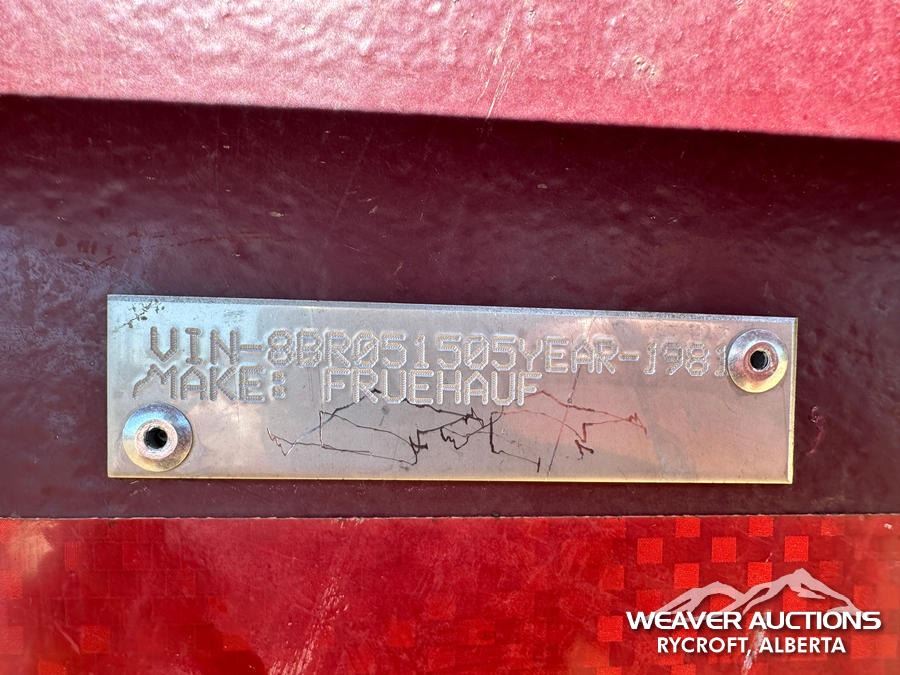 VIN-8BR051505YEAR-1981
MAKE: FRUEHAUF
WEAVER AUCTIONS
RYCROFT, ALBERTA